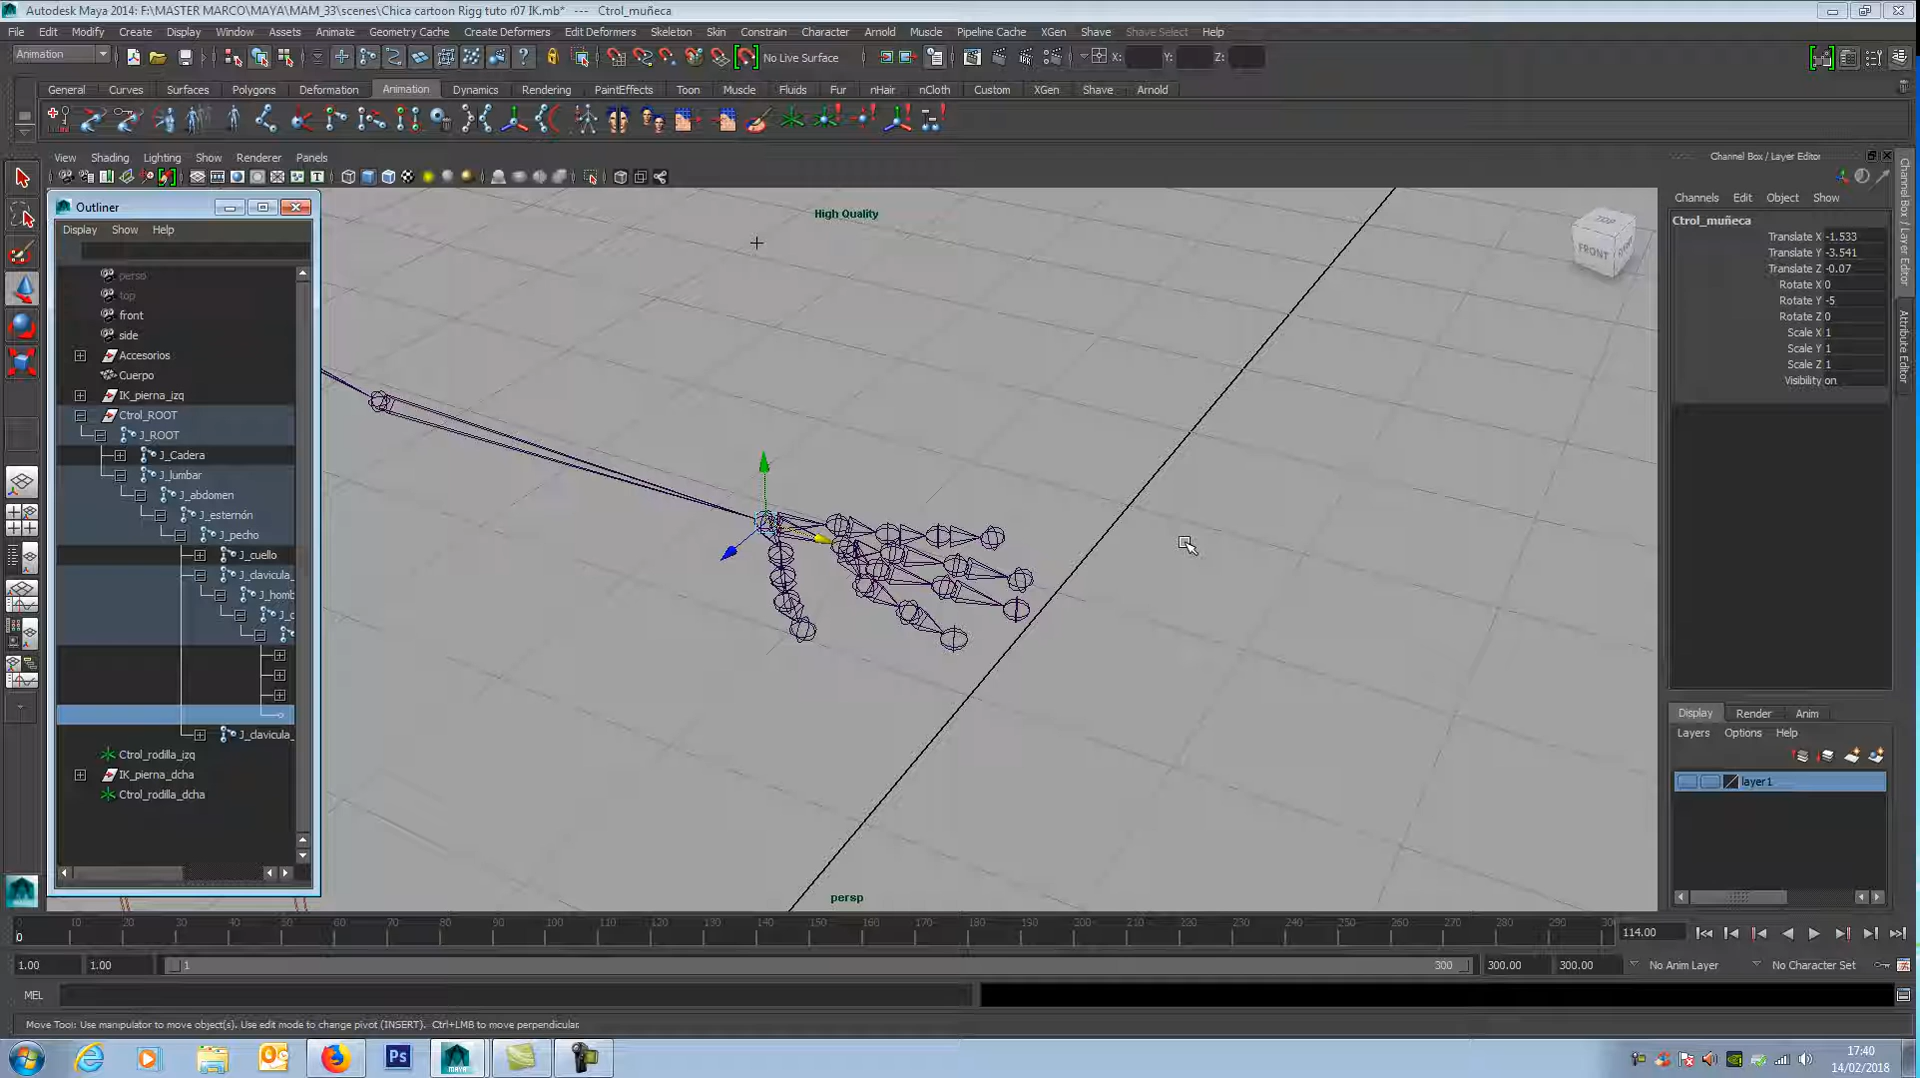 Autodesk Maya 2014: F:\MASTER MARCO\MAYA\MAM_33\scenes\Chica cartoon Rigg tuto r07 IK.mb* --- Ctrol_muñeca
File Edit Modify Create Display Window Assets Animate Geometry Cache Create Deformers Edit Deformers Skeleton Skin Constrain Character Arnold Muscle Pipeline Cache XGen Shave Shave Select Help
Animation No Live Surface X: Y: Z:
General Curves Surfaces Polygons Deformation Animation Dynamics Rendering PaintEffects Toon Muscle Fluids Fur nHair nCloth Custom XGen Shave Arnold
View Shading Lighting Show Renderer Panels
Channel Box / Layer Editor
Outliner
Display Show Help
persp
top
front
side
Accesorios
Cuerpo
IK_pierna_izq
Ctrol_ROOT
J_ROOT
J_Cadera
J_lumbar
J_abdomen
J_esternón
J_pecho
J_cuello
J_clavicula_
J_homb
J_c
J_clavicula_
Ctrol_rodilla_izq
IK_pierna_dcha
Ctrol_rodilla_dcha
High Quality
TOP
FRONT
persp
Channels Edit Object Show
Ctrol_muñeca
Translate X -1.533
Translate Y -3.541
Translate Z -0.07
Rotate X 0
Rotate Y -5
Rotate Z 0
Scale X 1
Scale Y 1
Scale Z 1
Visibility on
Channel Box / Layer Editor
Attribute Editor
Display Render Anim
Layers Options Help
layer1
0 10 20 30 40 50 60 70 80 90 100 110 120 130 140 150 160 170 180 190 200 210 220 230 240 250 260 270 280 290 300
0
114.00
1.00 1.00 1 300 300.00 300.00 No Anim Layer No Character Set
MEL
Move Tool: Use manipulator to move object(s). Use edit mode to change pivot (INSERT). Ctrl+LMB to move perpendicular.
Ps
MAYA
17:40
14/02/2018